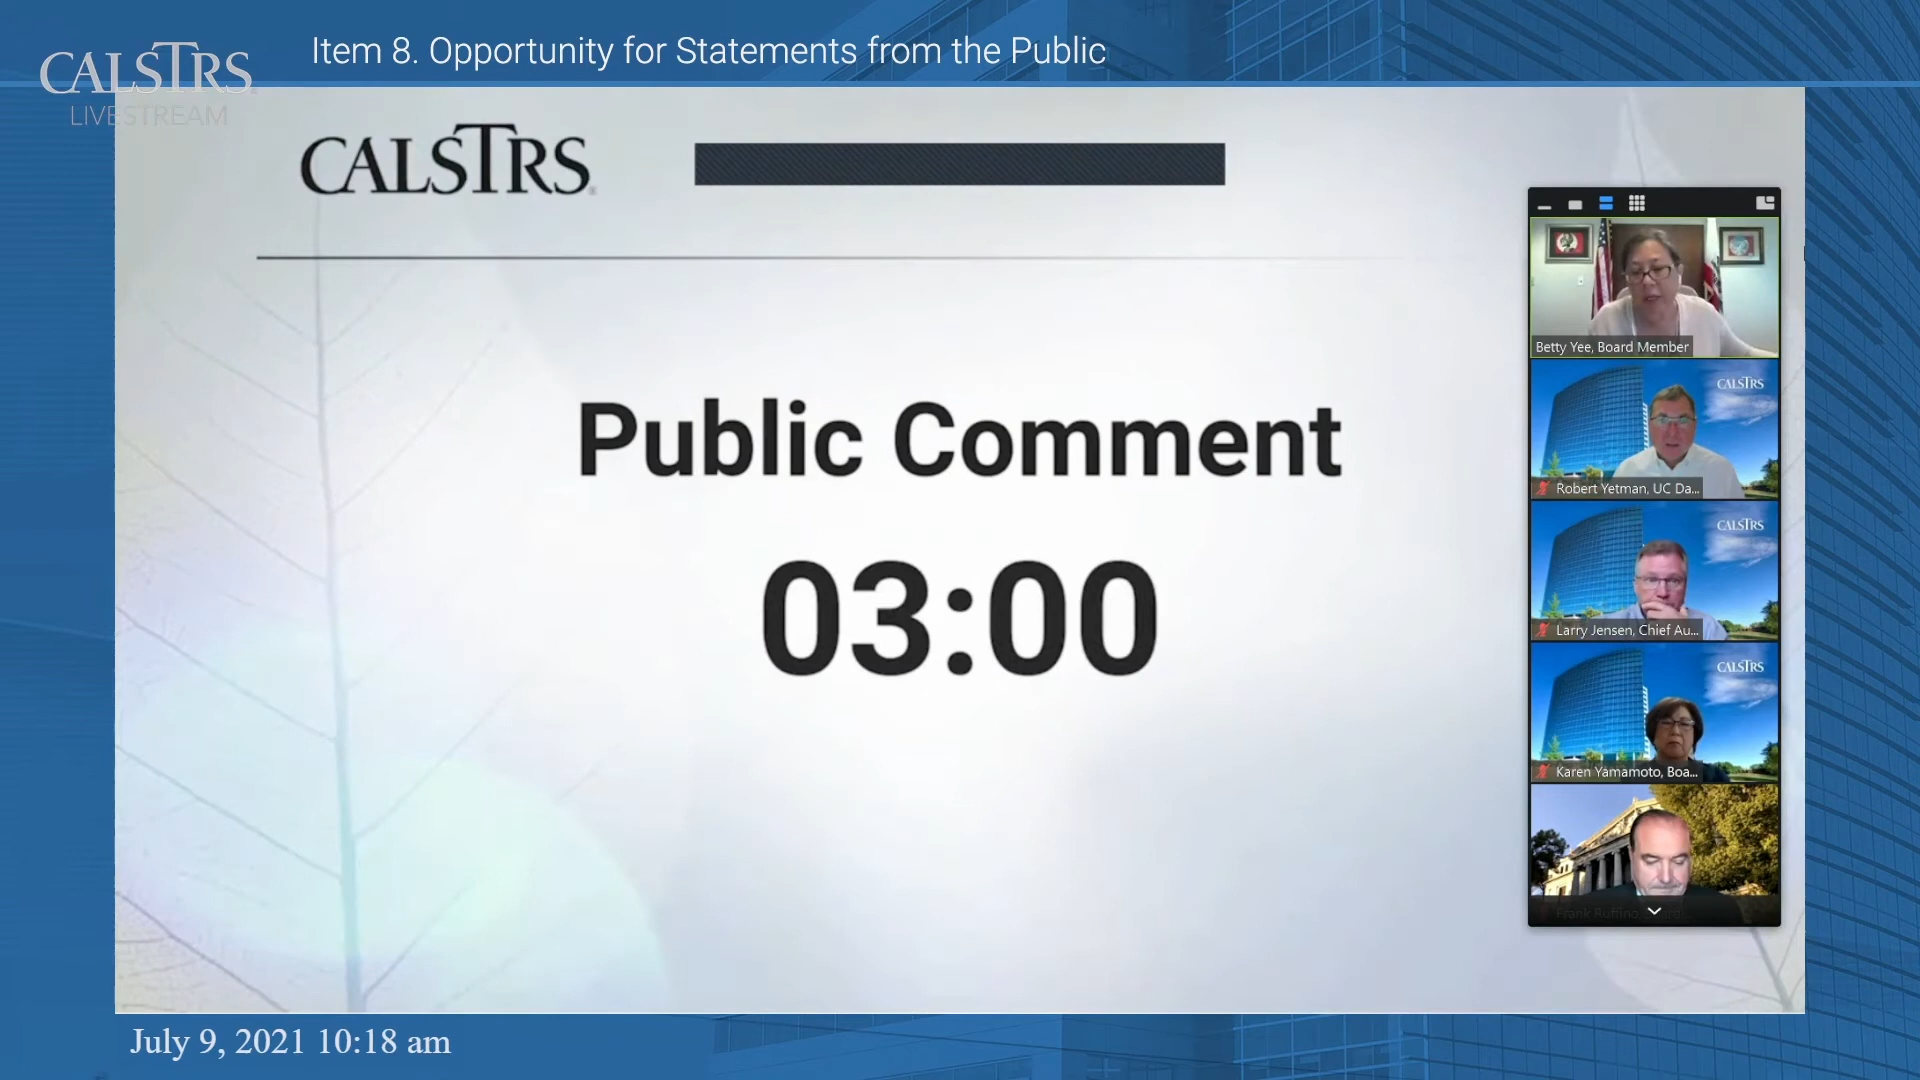 Item 8. Opportunity for Statements from the Public
CALSTRS
LIVESTREAM
CALSTRS
Public Comment
03:00
Betty Yee, Board Member
CALSTRS
Robert Yetman, UC Da...
CALSTRS
Larry Jensen, Chief Au...
CALSTRS
Karen Yamamoto, Boa...
Frank Ruffino,
July 9, 2021 10:18 am